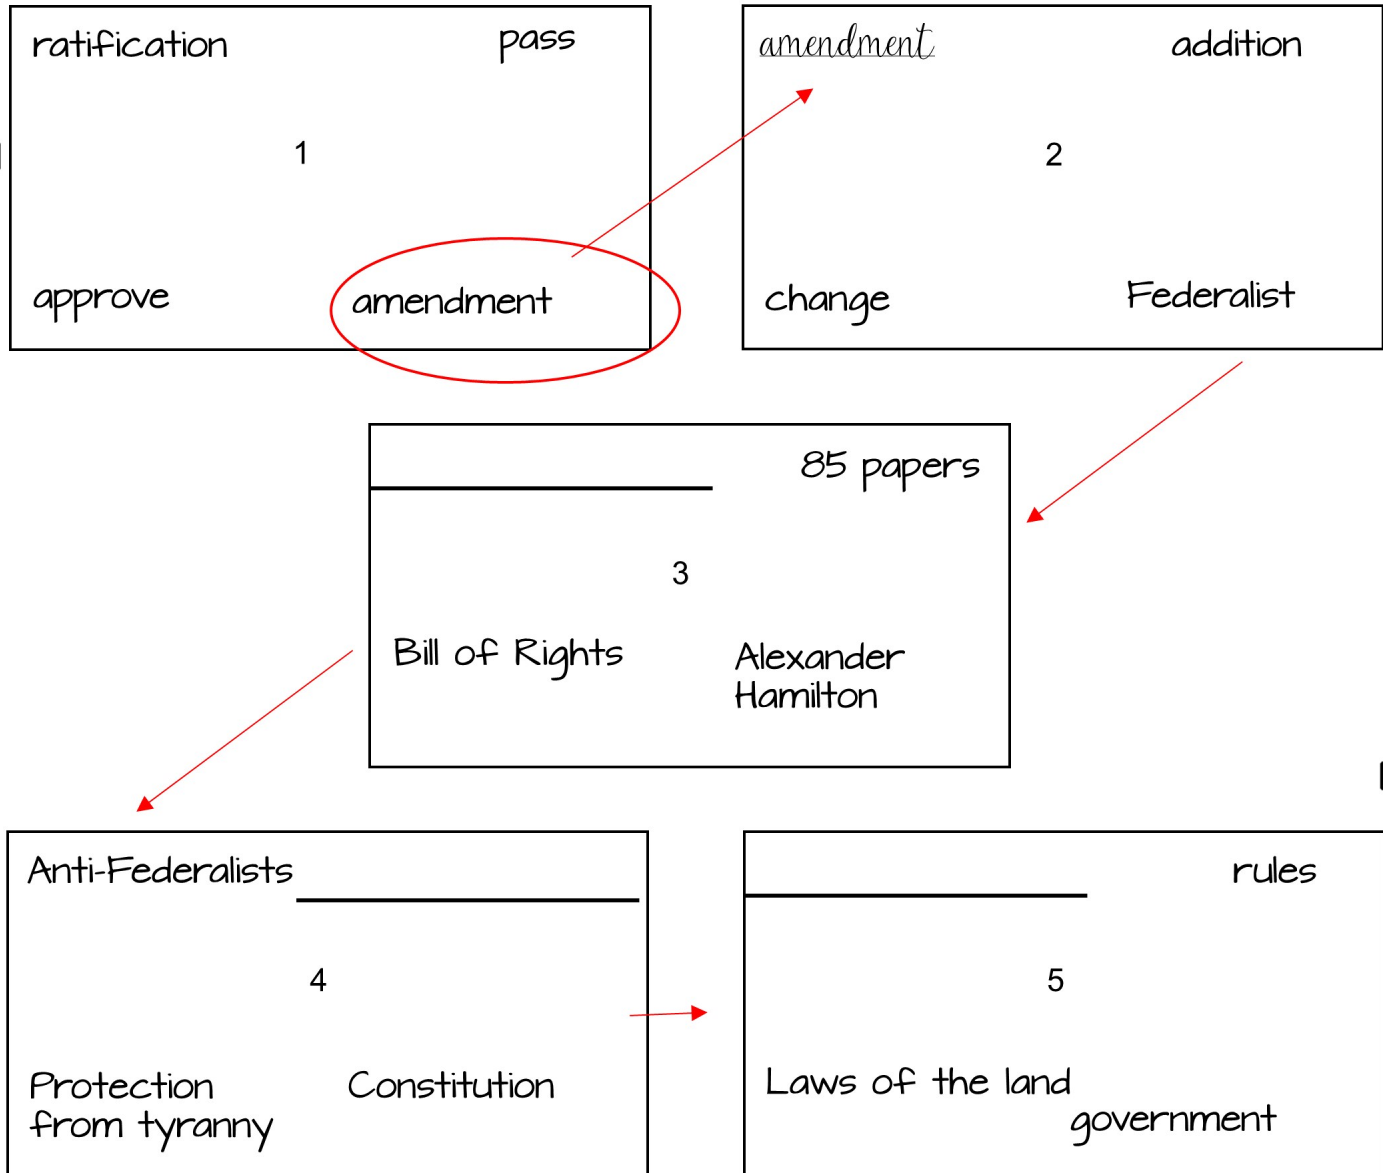 ratification pass
1
approve amendment
amendment addition
2
change Federalist
85 papers
3
Bill of Rights
Alexander
Hamilton
Anti-Federalists
4
Protection
from tyranny
Constitution
rules
5
Laws of the land
government